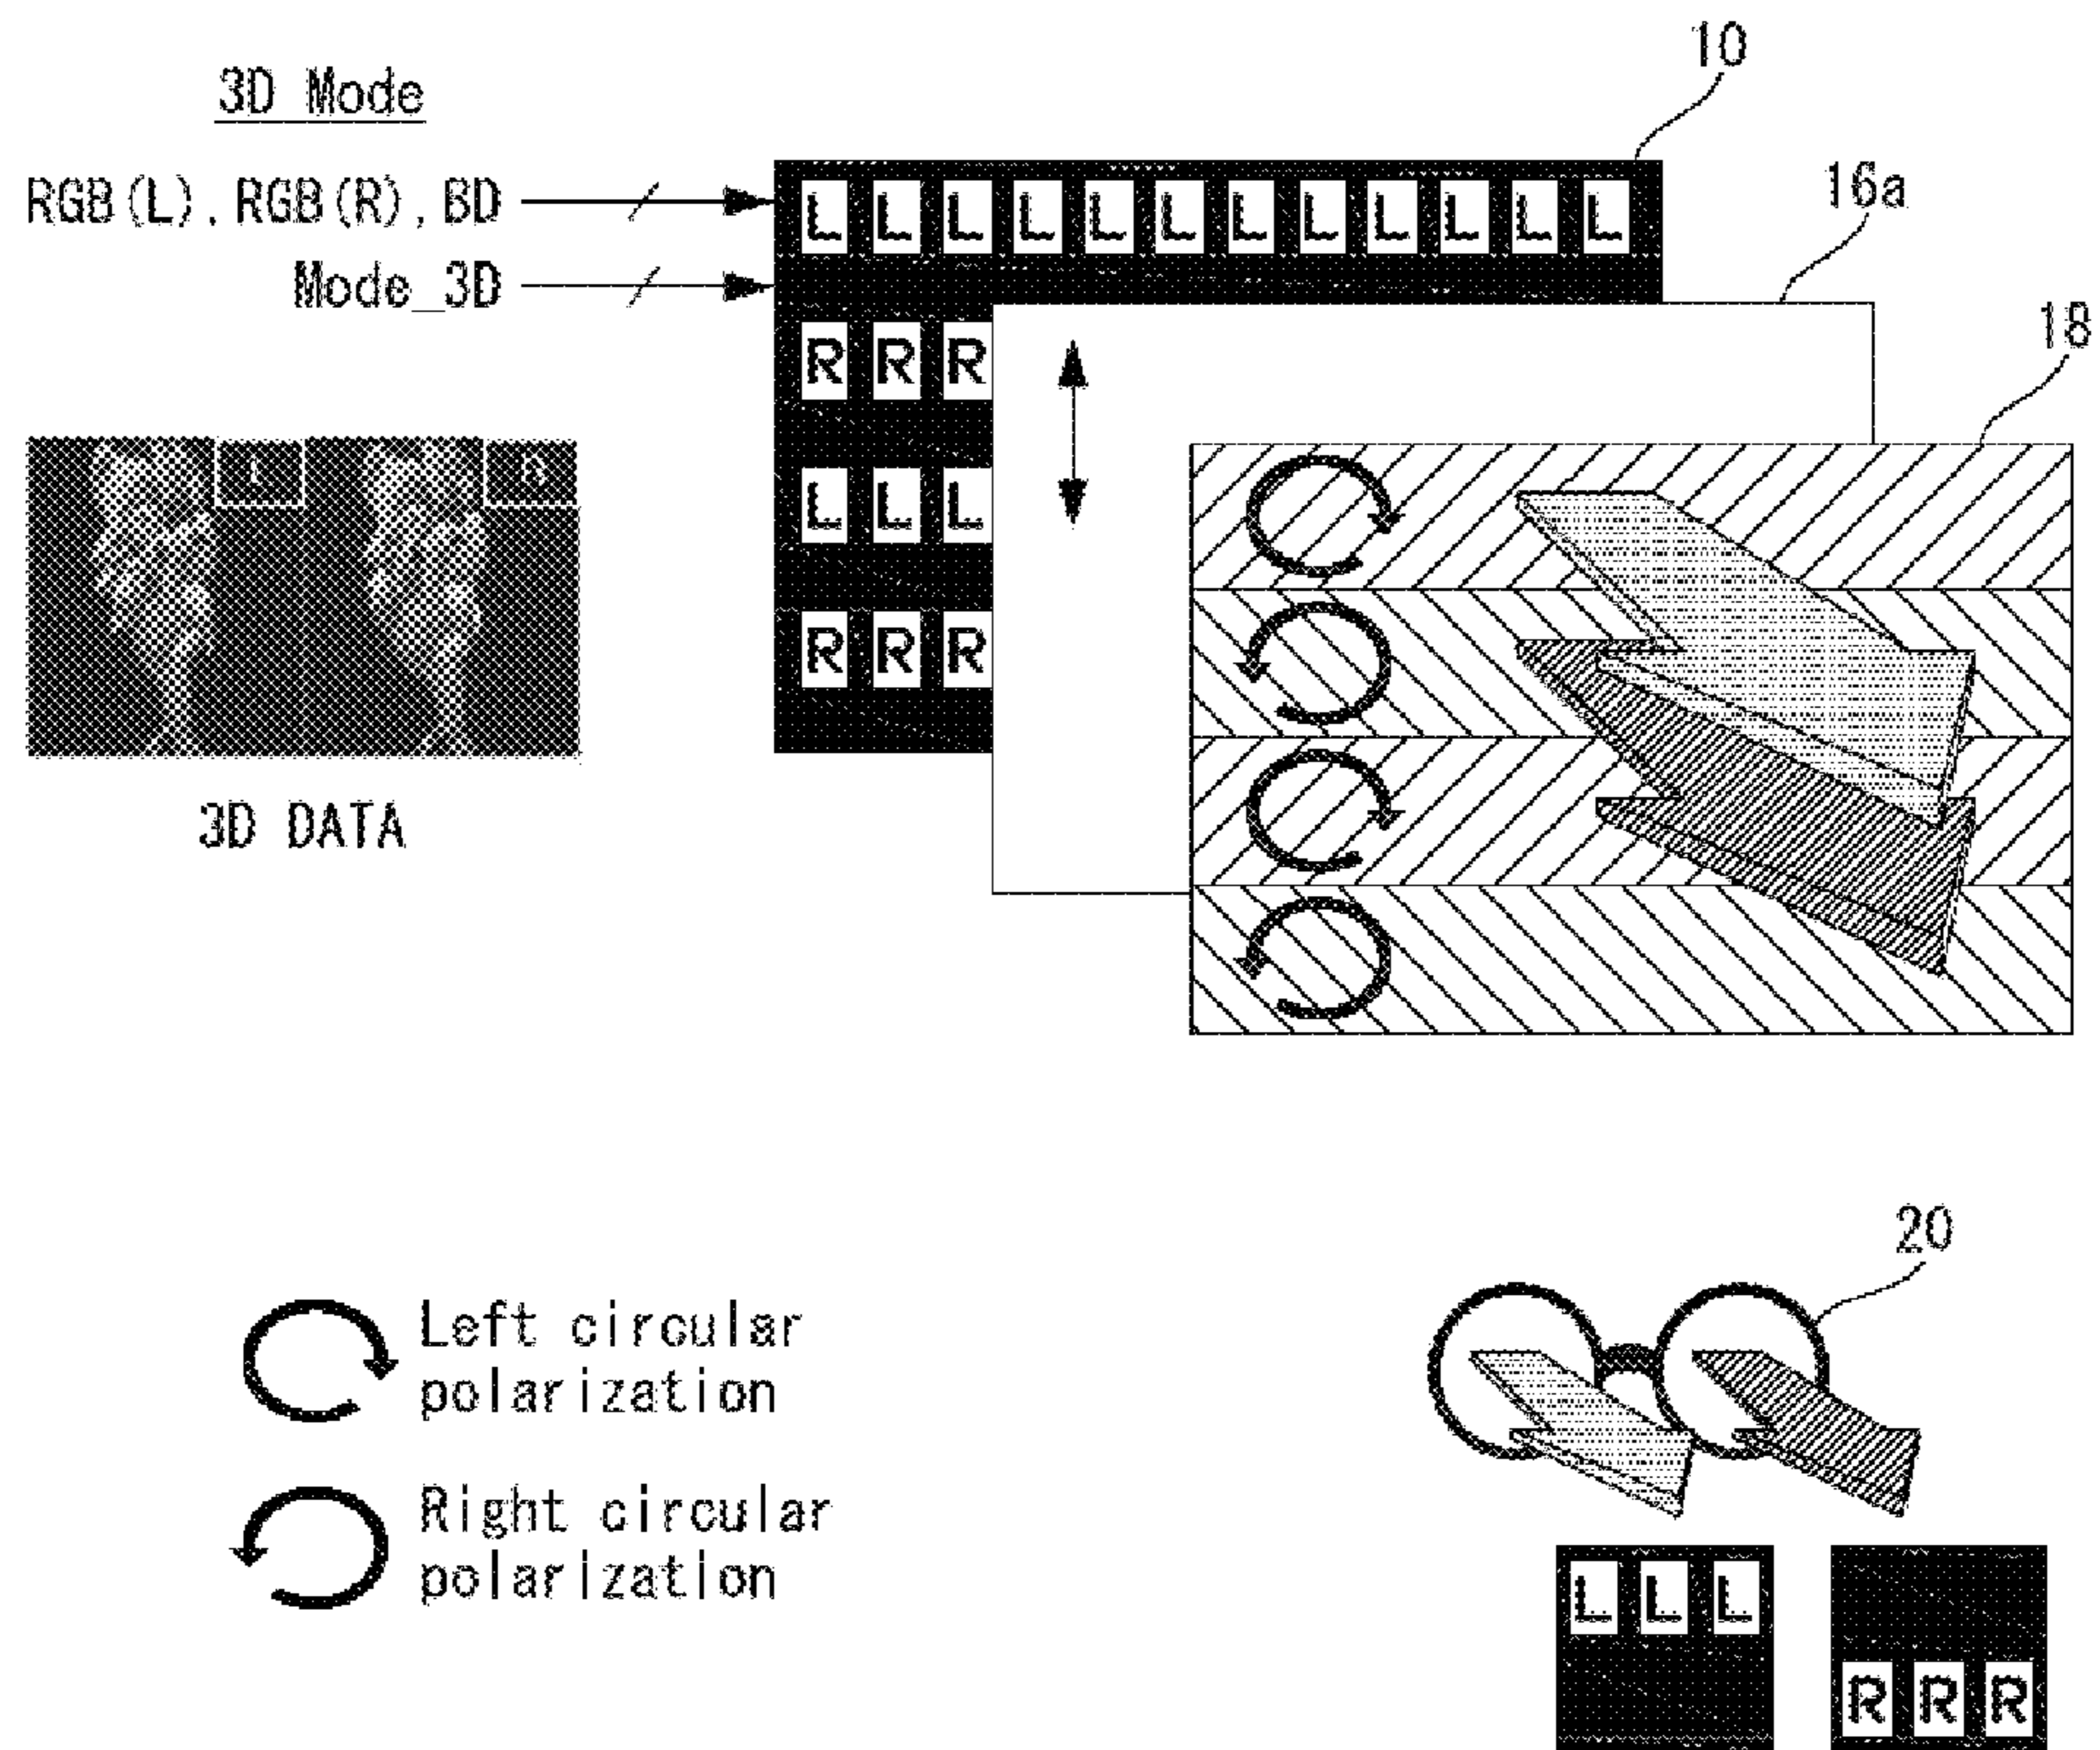 3D Mode
10
RGB(L), RGB(R), BD
16a
L L L L L L L L L L L L
Mode_3D
18
R R R
L R
L L L
R R R
3D DATA
20
Left circular
polarization
Right circular
polarization
L L L
R R R